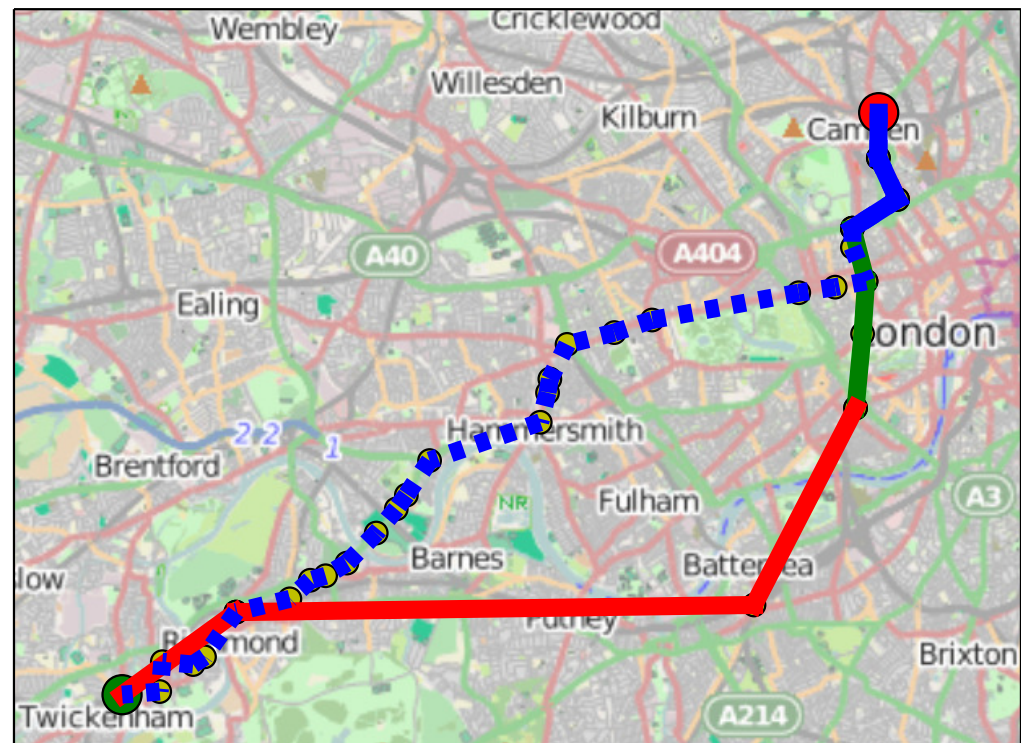 Wembley
Cricklewood
Willesden
Kilburn
Camden
A40
A404
Ealing
London
2 2
1
Hammersmith
Brentford
NR
Fulham
A3
Barnes
Battersea
slow
Putney
Richmond
Brixton
Twickenham
A214